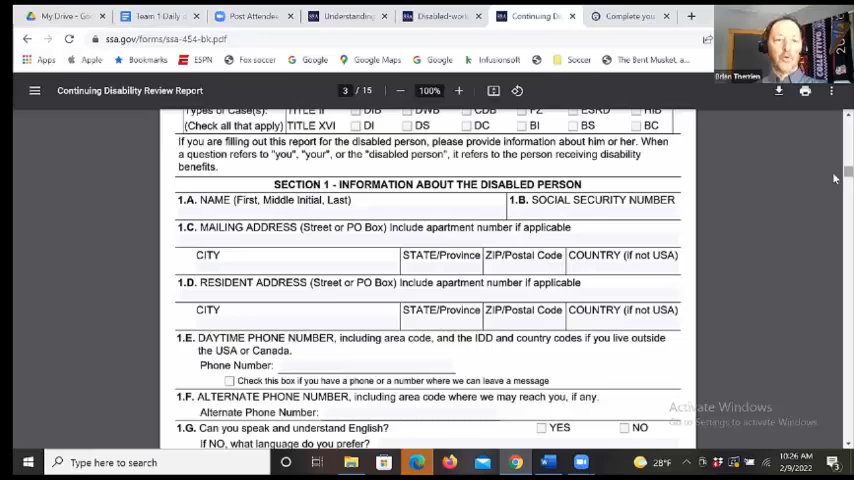 My Drive - Goo
Team 1 Daily d
Post Attendee
Understanding
Disabled-work
Continuing Dis
Complete you
ssa.gov/forms/ssa-454-bk.pdf
Apps
Apple
Bookmarks
ESPN
Fox soccer
Google
Google Maps
Google
Infusionsoft
Soccer
The Bent Musket,
COLLETTIVO
Brian Therrien
Continuing Disability Review Report
3 / 15
100%
Types of Case(s): TITLE II DIB DWB CDB FZ ESRD HIB
(Check all that apply) TITLE XVI DI DS DC BI BS BC
If you are filling out this report for the disabled person, please provide information about him or her. When
a question refers to "you", "your", or the "disabled person", it refers to the person receiving disability
benefits.
SECTION 1 - INFORMATION ABOUT THE DISABLED PERSON
1.A. NAME (First, Middle Initial, Last)
1.B. SOCIAL SECURITY NUMBER
1.C. MAILING ADDRESS (Street or PO Box) Include apartment number if applicable
CITY STATE/Province ZIP/Postal Code COUNTRY (if not USA)
1.D. RESIDENT ADDRESS (Street or PO Box) Include apartment number if applicable
CITY STATE/Province ZIP/Postal Code COUNTRY (if not USA)
1.E. DAYTIME PHONE NUMBER, including area code, and the IDD and country codes if you live outside
the USA or Canada.
Phone Number:
Check this box if you have a phone or a number where we can leave a message
1.F. ALTERNATE PHONE NUMBER, including area code where we may reach you, if any.
Alternate Phone Number:
1.G. Can you speak and understand English? YES NO
If NO, what language do you prefer?
Activate Windows
Go to Settings to activate Windows.
Type here to search
28°F
10:26 AM
2/9/2022
3